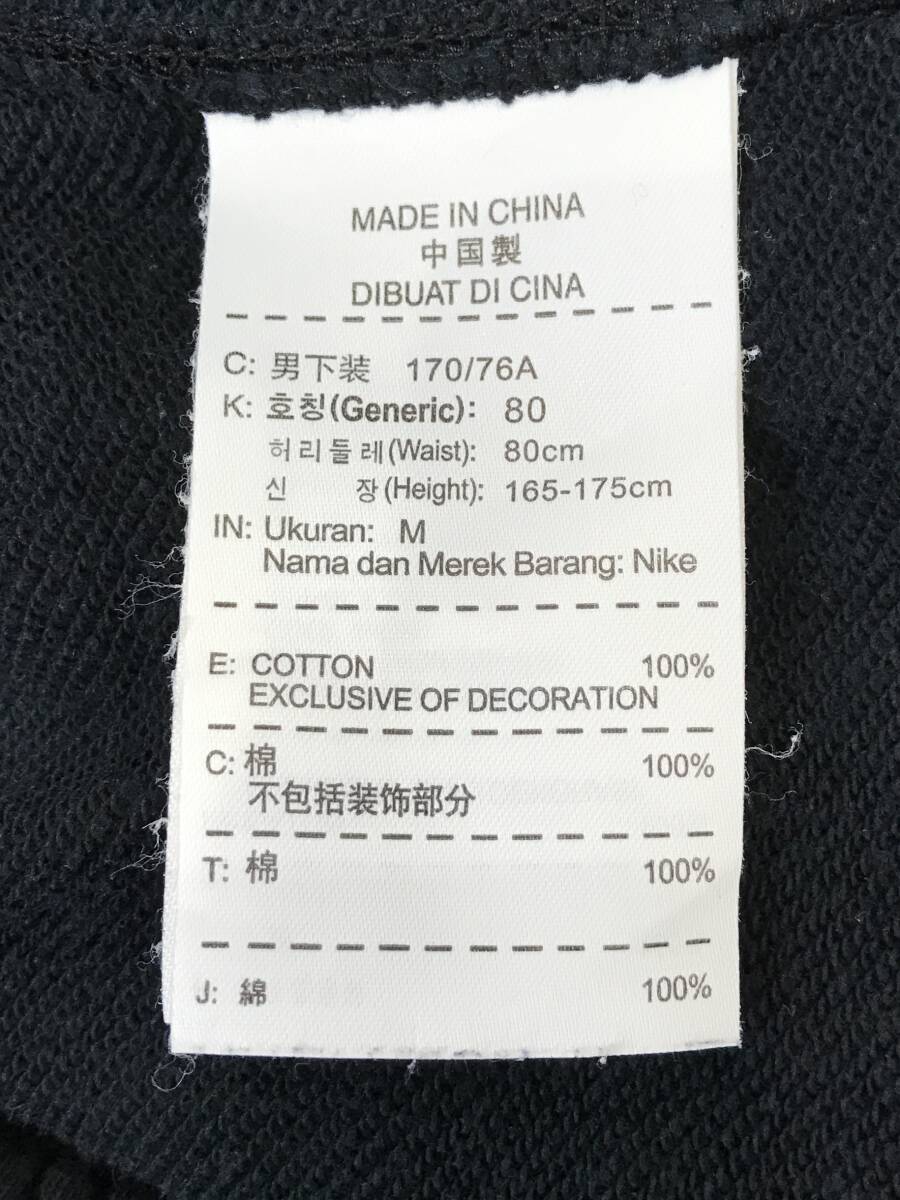 MADE IN CHINA
中国製
DIBUAT DI CINA
C: 男下装 170/76A
K: 호칭(Generic): 80
허리둘레(Waist): 80cm
신 장(Height): 165-175cm
IN: Ukuran: M
Nama dan Merek Barang: Nike
E: COTTON 100%
EXCLUSIVE OF DECORATION
C: 棉 100%
不包括装饰部分
T: 棉 100%
J: 綿 100%